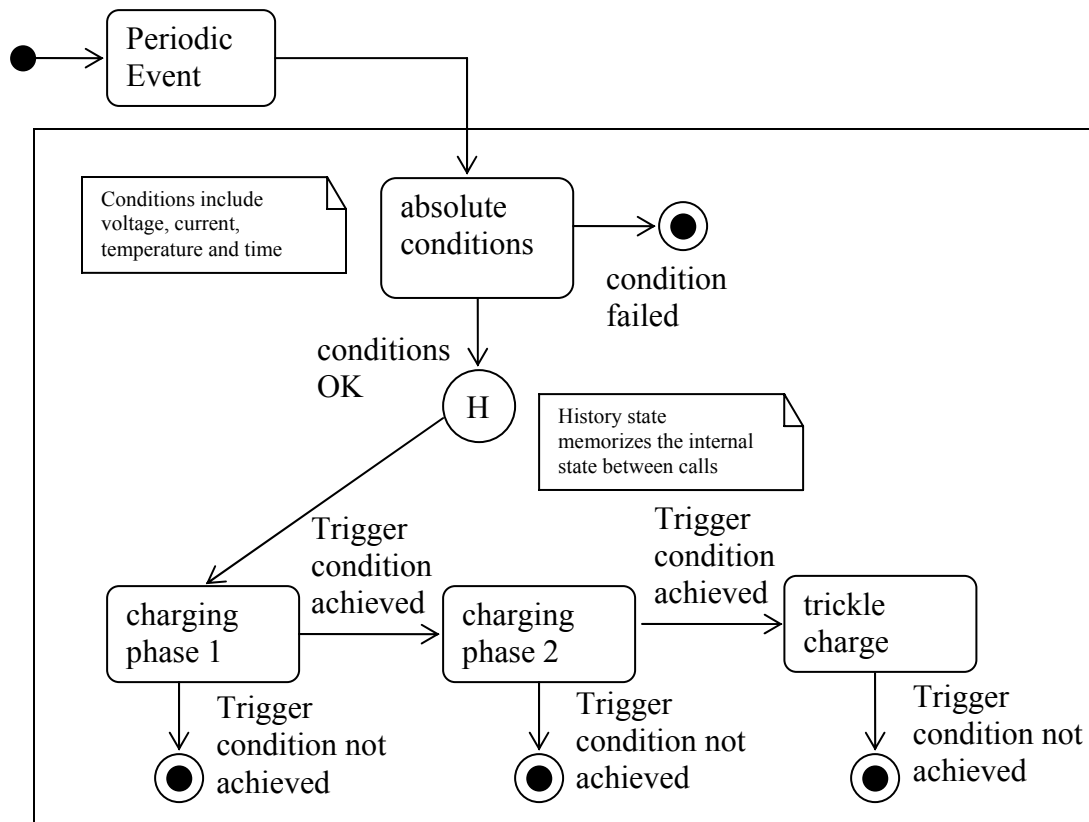 Periodic
Event
Conditions include
voltage, current,
temperature and time
absolute
conditions
condition
failed
conditions
OK
H
History state
memorizes the internal
state between calls
Trigger
condition
achieved
Trigger
condition
achieved
charging
phase 1
charging
phase 2
trickle
charge
Trigger
condition not
achieved
Trigger
condition not
achieved
Trigger
condition not
achieved